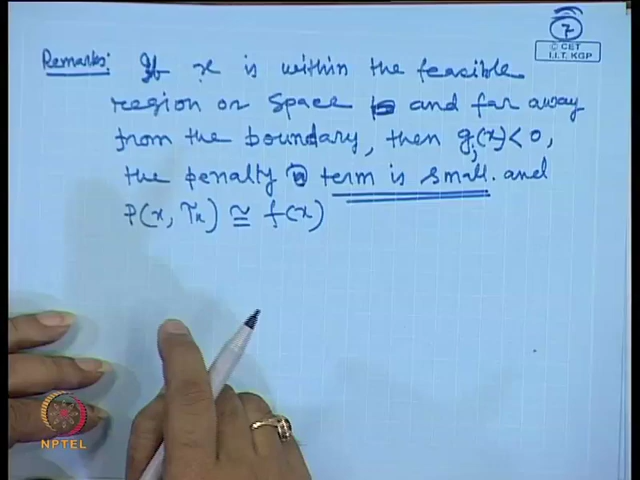 7
© CET
I.I.T. KGP
Remarks: If x is within the feasible
region or space and far away
from the boundary, then gⱼ(x) < 0,
the penalty term is small. and
P(x, rₖ) ≅ f(x)
NPTEL